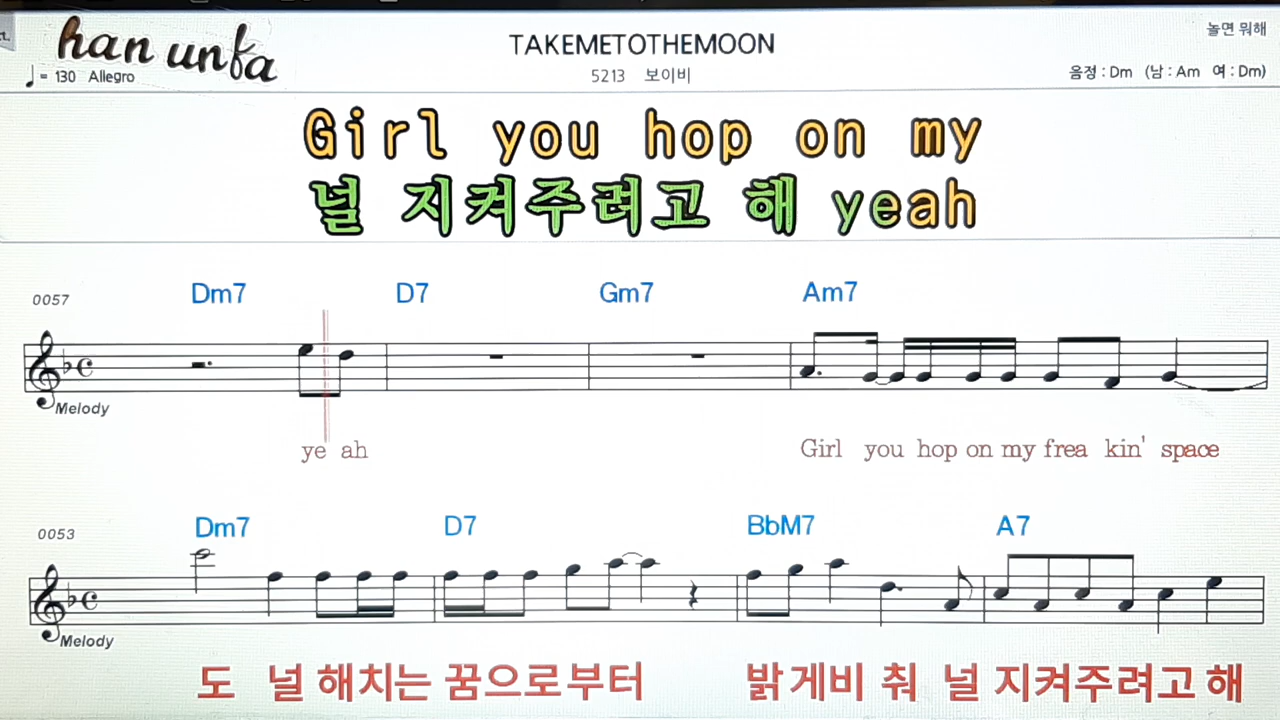 han unfa
TAKEMETOTHEMOON
놀면 뭐해
♩= 130 Allegro
5213 보이비
음정 : Dm (남 : Am 여 : Dm)
Girl you hop on my
널 지켜주려고 해 yeah
0057
Dm7 D7 Gm7 Am7
Melody
ye ah Girl you hop on my frea kin' space
0053
Dm7 D7 BbM7 A7
Melody
도 널 해치는 꿈으로부터 밝게비 춰 널 지켜주려고 해